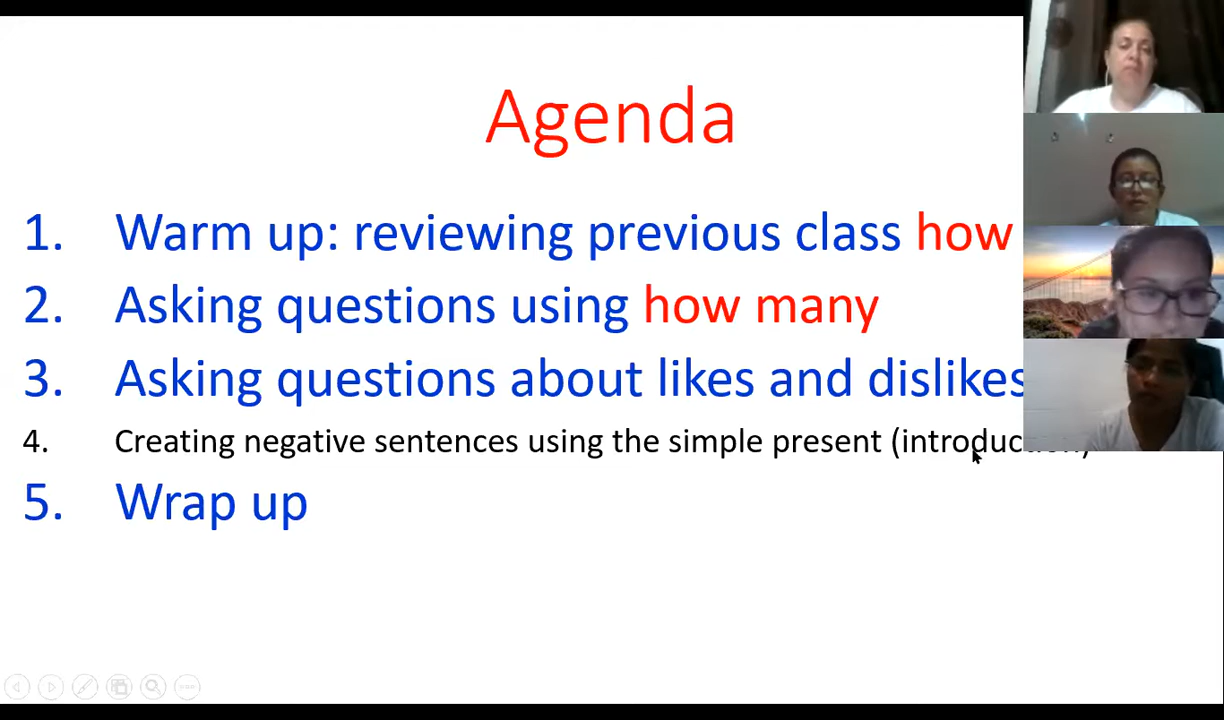 Agenda
1. Warm up: reviewing previous class how
2. Asking questions using how many
3. Asking questions about likes and dislikes
4. Creating negative sentences using the simple present (introduction)
5. Wrap up